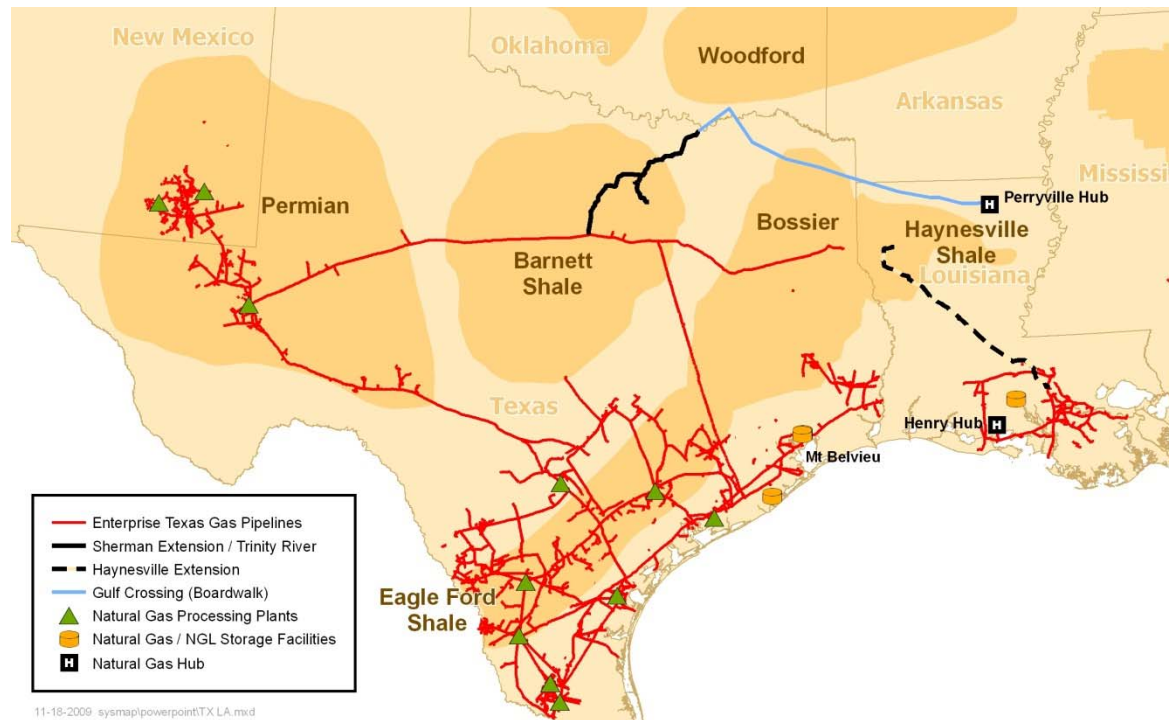 New Mexico
Oklahoma
Woodford
Arkansas
Mississi
Permian
Perryville Hub
Bossier
Haynesville
Shale
Louisiana
Barnett
Shale
Texas
Henry Hub
Mt Belvieu
Eagle Ford
Shale
Enterprise Texas Gas Pipelines
Sherman Extension / Trinity River
Haynesville Extension
Gulf Crossing (Boardwalk)
Natural Gas Processing Plants
Natural Gas / NGL Storage Facilities
Natural Gas Hub
H
H
H
11-18-2009 sysmap\powerpoint\TX LA.mxd